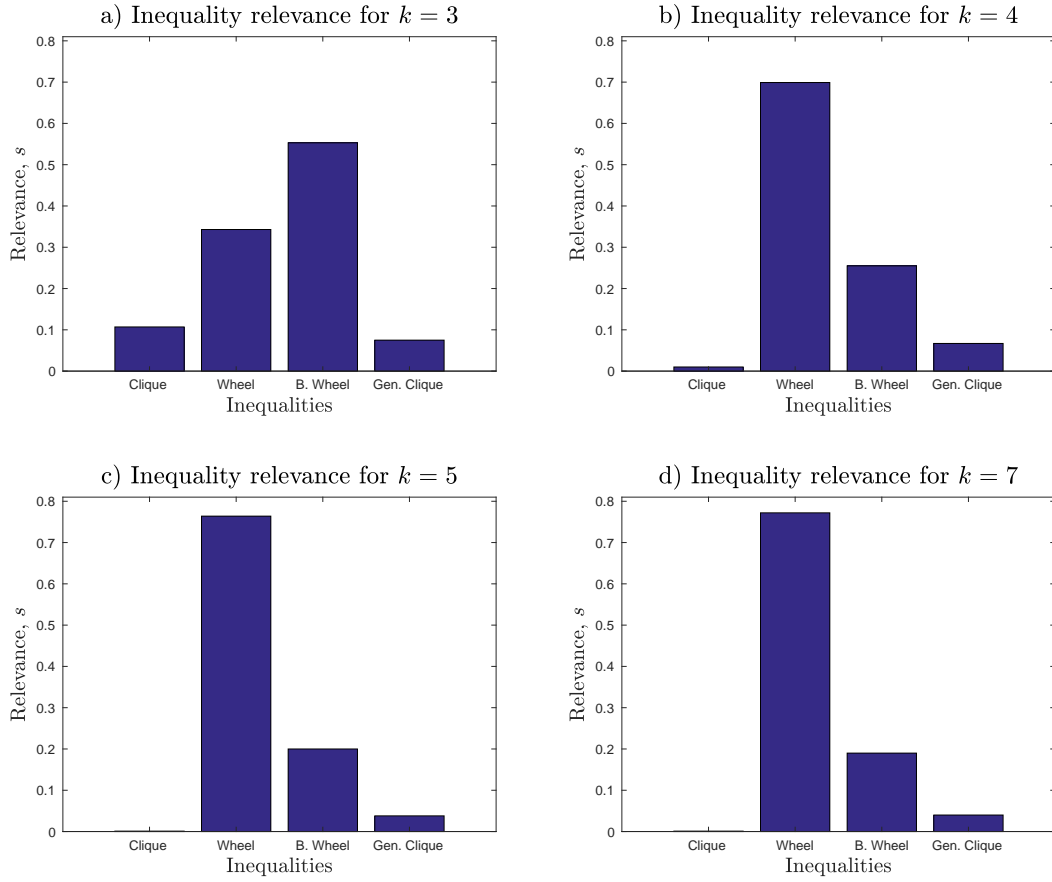 a) Inequality relevance for k = 3
0.8
0.7
0.6
0.5
0.4
0.3
0.2
0.1
0
Relevance, s
Clique Wheel B. Wheel Gen. Clique
Inequalities
b) Inequality relevance for k = 4
0.8
0.7
0.6
0.5
0.4
0.3
0.2
0.1
0
Relevance, s
Clique Wheel B. Wheel Gen. Clique
Inequalities
c) Inequality relevance for k = 5
0.8
0.7
0.6
0.5
0.4
0.3
0.2
0.1
0
Relevance, s
Clique Wheel B. Wheel Gen. Clique
Inequalities
d) Inequality relevance for k = 7
0.8
0.7
0.6
0.5
0.4
0.3
0.2
0.1
0
Relevance, s
Clique Wheel B. Wheel Gen. Clique
Inequalities